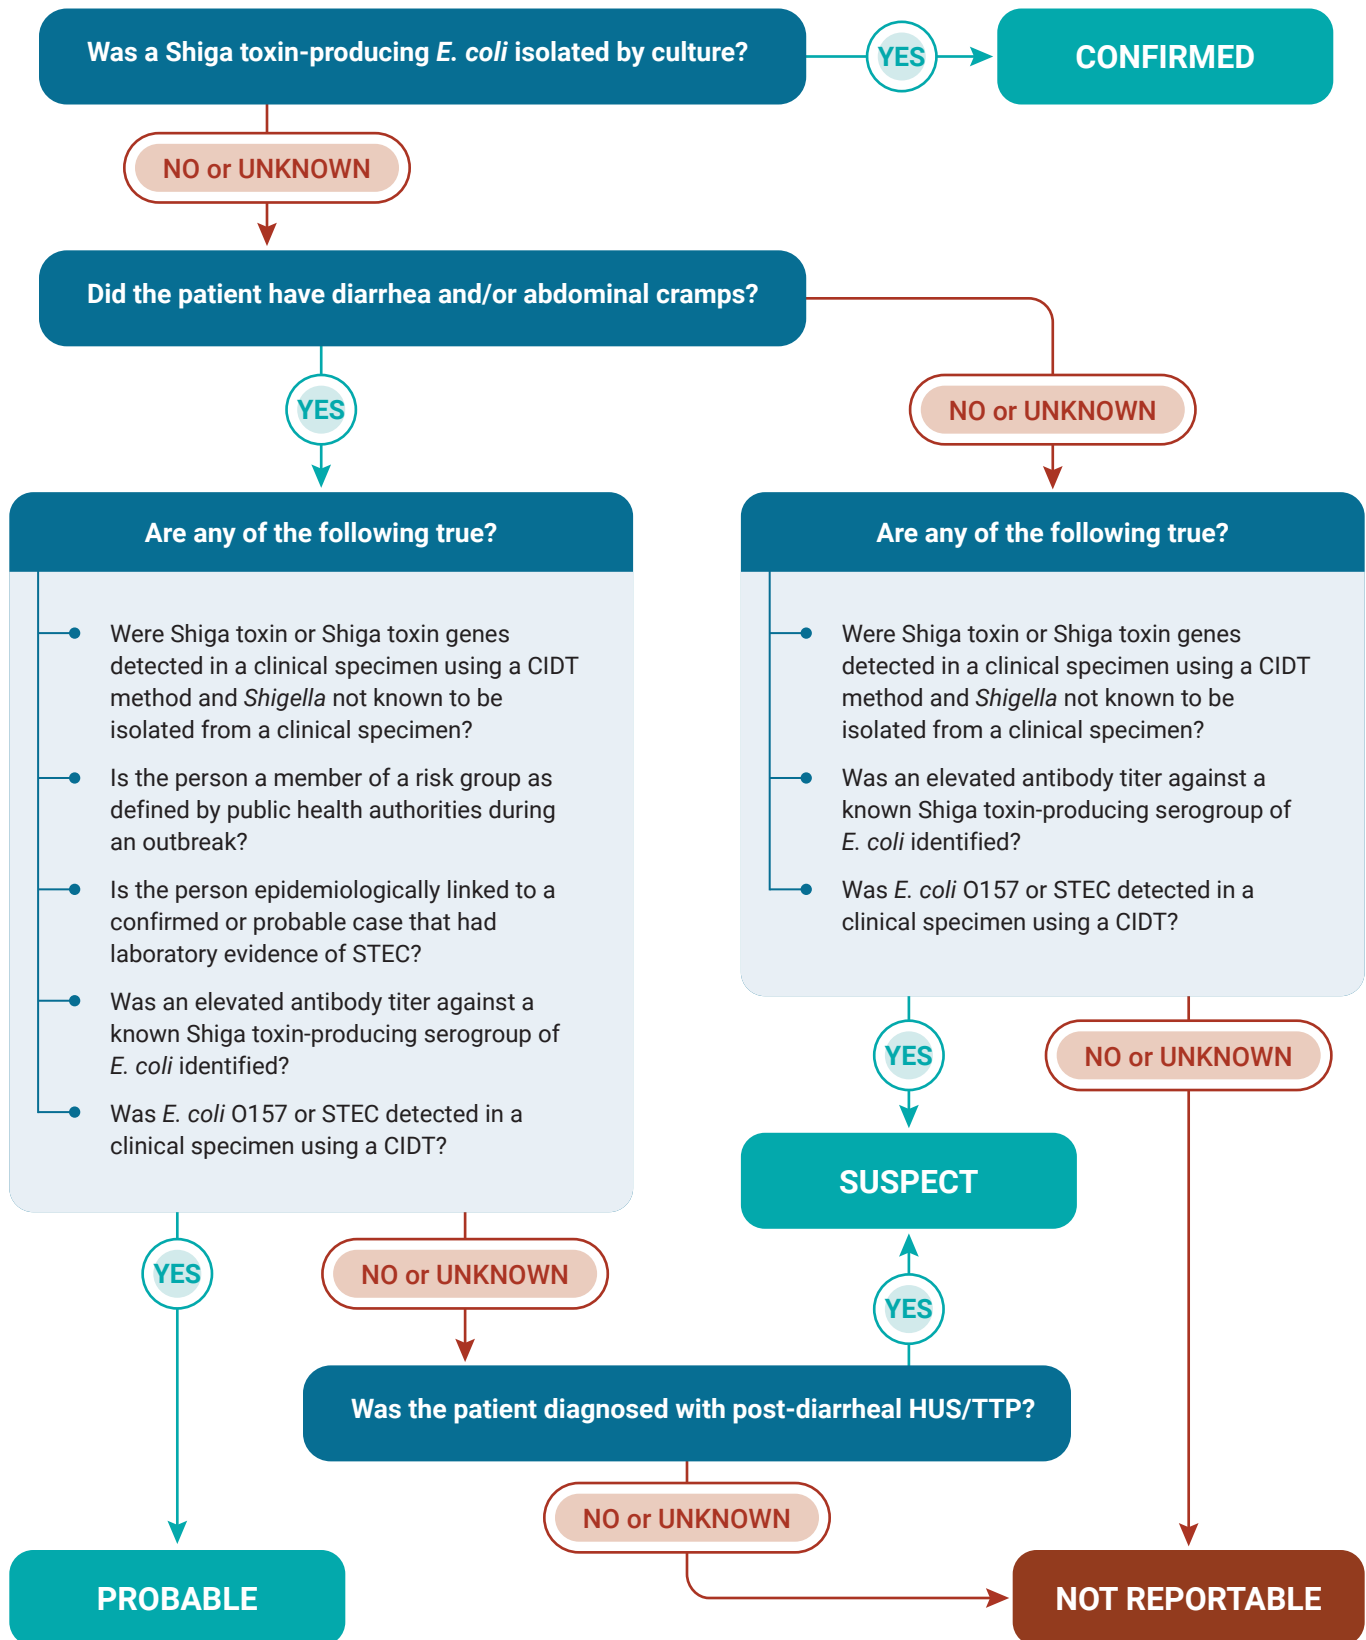 Was a Shiga toxin-producing E. coli isolated by culture?
YES
CONFIRMED
NO or UNKNOWN
Did the patient have diarrhea and/or abdominal cramps?
YES
NO or UNKNOWN
Are any of the following true?
Were Shiga toxin or Shiga toxin genes
detected in a clinical specimen using a CIDT
method and Shigella not known to be
isolated from a clinical specimen?
Is the person a member of a risk group as
defined by public health authorities during
an outbreak?
Is the person epidemiologically linked to a
confirmed or probable case that had
laboratory evidence of STEC?
Was an elevated antibody titer against a
known Shiga toxin-producing serogroup of
E. coli identified?
Was E. coli O157 or STEC detected in a
clinical specimen using a CIDT?
Are any of the following true?
Were Shiga toxin or Shiga toxin genes
detected in a clinical specimen using a CIDT
method and Shigella not known to be
isolated from a clinical specimen?
Was an elevated antibody titer against a
known Shiga toxin-producing serogroup of
E. coli identified?
Was E. coli O157 or STEC detected in a
clinical specimen using a CIDT?
YES
NO or UNKNOWN
SUSPECT
YES
NO or UNKNOWN
YES
Was the patient diagnosed with post-diarrheal HUS/TTP?
NO or UNKNOWN
PROBABLE
NOT REPORTABLE